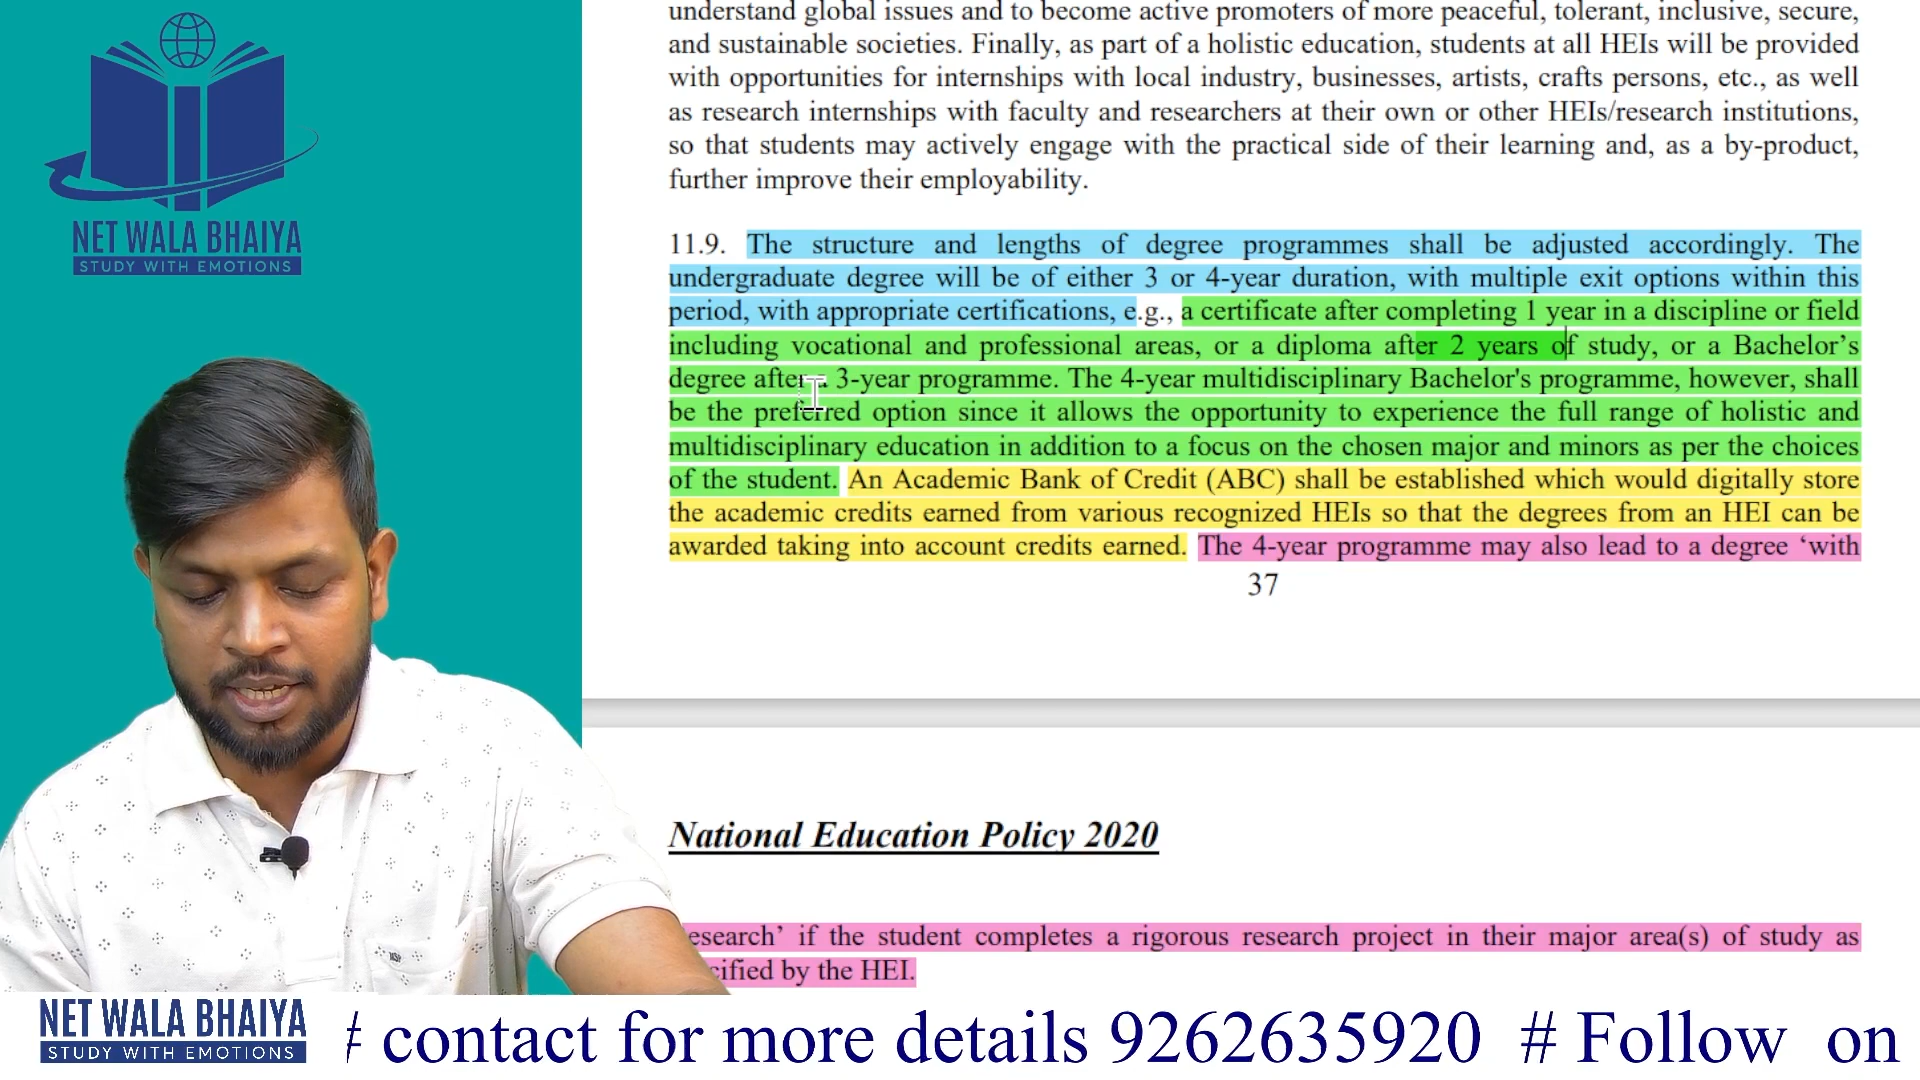 NET WALA BHAIYA
STUDY WITH EMOTIONS
understand global issues and to become active promoters of more peaceful, tolerant, inclusive, secure,
and sustainable societies. Finally, as part of a holistic education, students at all HEIs will be provided
with opportunities for internships with local industry, businesses, artists, crafts persons, etc., as well
as research internships with faculty and researchers at their own or other HEIs/research institutions,
so that students may actively engage with the practical side of their learning and, as a by-product,
further improve their employability.
11.9. The structure and lengths of degree programmes shall be adjusted accordingly. The
undergraduate degree will be of either 3 or 4-year duration, with multiple exit options within this
period, with appropriate certifications, e.g., a certificate after completing 1 year in a discipline or field
including vocational and professional areas, or a diploma after 2 years of study, or a Bachelor’s
degree after 3-year programme. The 4-year multidisciplinary Bachelor's programme, however, shall
be the preferred option since it allows the opportunity to experience the full range of holistic and
multidisciplinary education in addition to a focus on the chosen major and minors as per the choices
of the student. An Academic Bank of Credit (ABC) shall be established which would digitally store
the academic credits earned from various recognized HEIs so that the degrees from an HEI can be
awarded taking into account credits earned. The 4-year programme may also lead to a degree ‘with
37
National Education Policy 2020
esearch’ if the student completes a rigorous research project in their major area(s) of study as
cified by the HEI.
NET WALA BHAIYA
STUDY WITH EMOTIONS
# contact for more details 9262635920 # Follow on